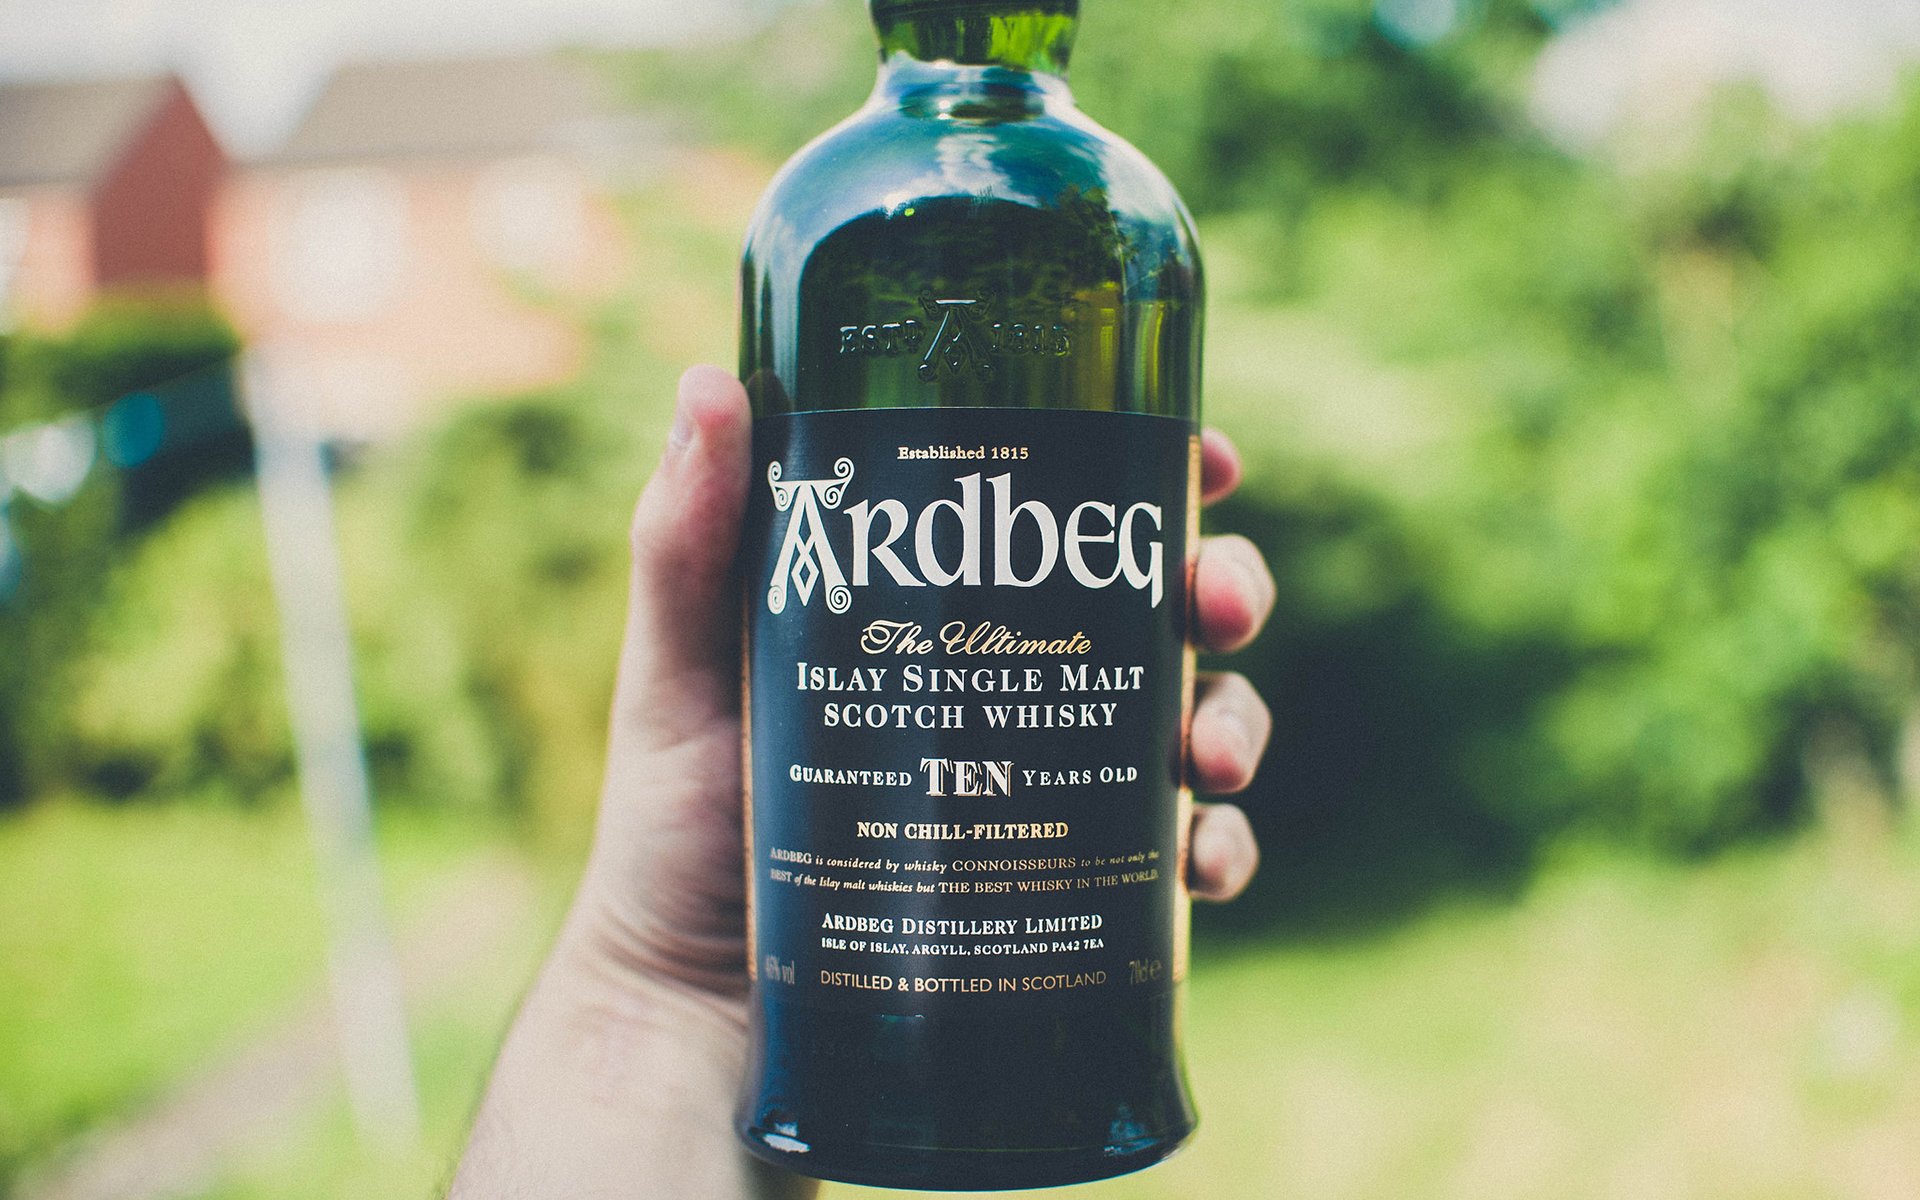 ESTD A 1815
Established 1815
ARDBEG
The Ultimate
ISLAY SINGLE MALT
SCOTCH WHISKY
GUARANTEED TEN YEARS OLD
NON CHILL-FILTERED
ARDBEG is considered by whisky CONNOISSEURS to be not only the
BEST of the Islay malt whiskies but THE BEST WHISKY IN THE WORLD.
ARDBEG DISTILLERY LIMITED
ISLE OF ISLAY, ARGYLL, SCOTLAND PA42 7EA
46% vol DISTILLED & BOTTLED IN SCOTLAND 70cl e